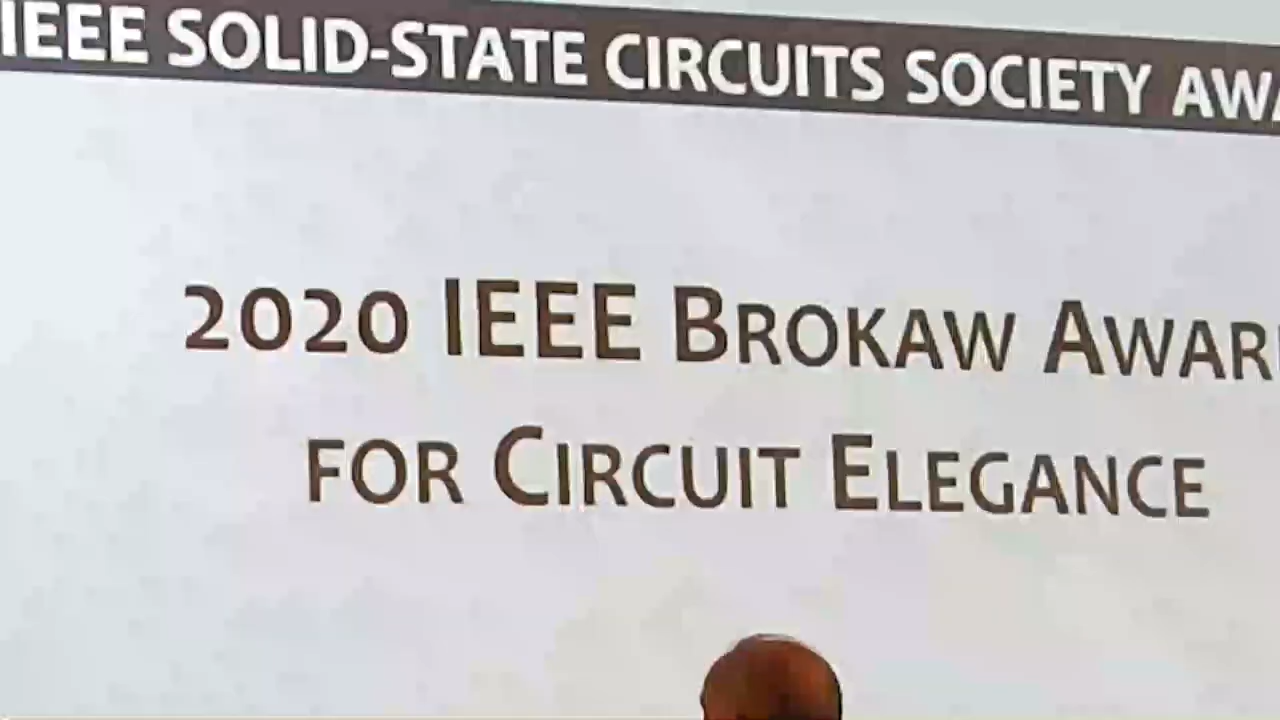 IEEE SOLID-STATE CIRCUITS SOCIETY
2020 IEEE BROKAW
FOR CIRCUIT ELEGANCE